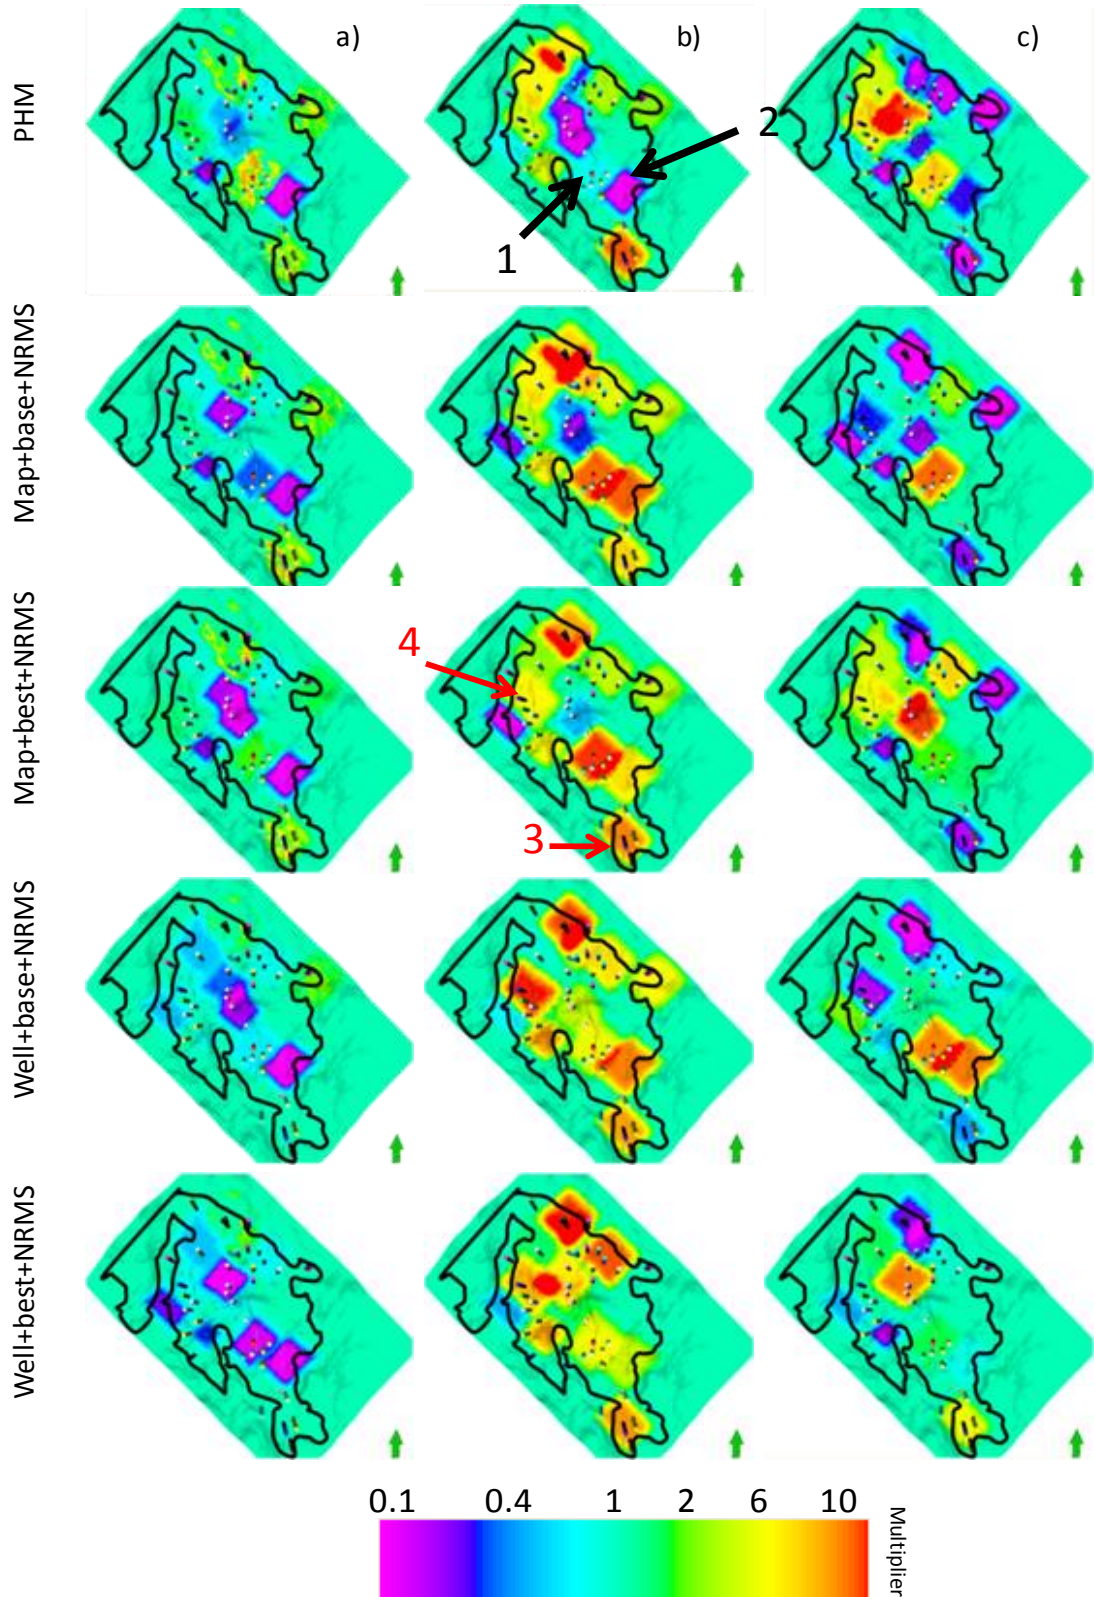 a) b) c)
PHM
2
1
Map+base+NRMS
Map+best+NRMS
4
3
Well+base+NRMS
Well+best+NRMS
0.1 0.4 1 2 6 10
Multiplier